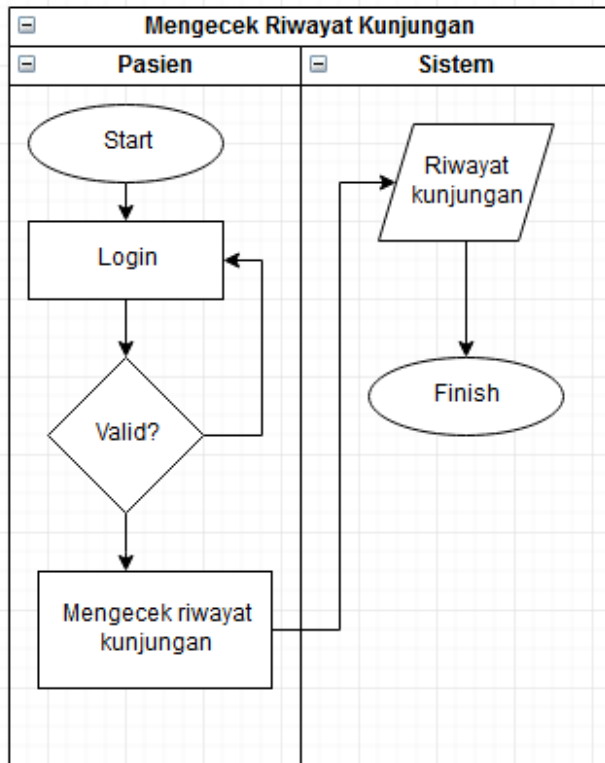 Mengecek Riwayat Kunjungan
Pasien
Sistem
Start
Login
Valid?
Mengecek riwayat
kunjungan
Riwayat
kunjungan
Finish